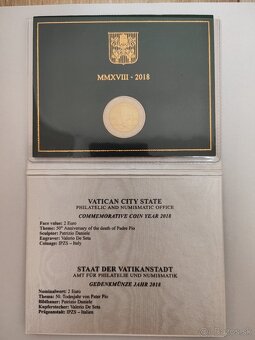 MMXVIII · 2018
VATICAN CITY STATE
PHILATELIC AND NUMISMATIC OFFICE
COMMEMORATIVE COIN YEAR 2018
Face value: 2 Euro
Theme: 50° Anniversary of the death of Padre Pio
Sculptor: Patrizio Daniele
Engraver: Valerio De Seta
Coinage: IPZS - Italy
STAAT DER VATIKANSTADT
AMT FÜR PHILATELIE UND NUMISMATIK
GEDENKMÜNZE JAHR 2018
Nominalwert: 2 Euro
Thema: 50. Todesjahr von Pater Pio
Bildhauer: Patrizio Daniele
Kupferstecher: Valerio De Seta
Prägeanstalt: IPZS - Italien